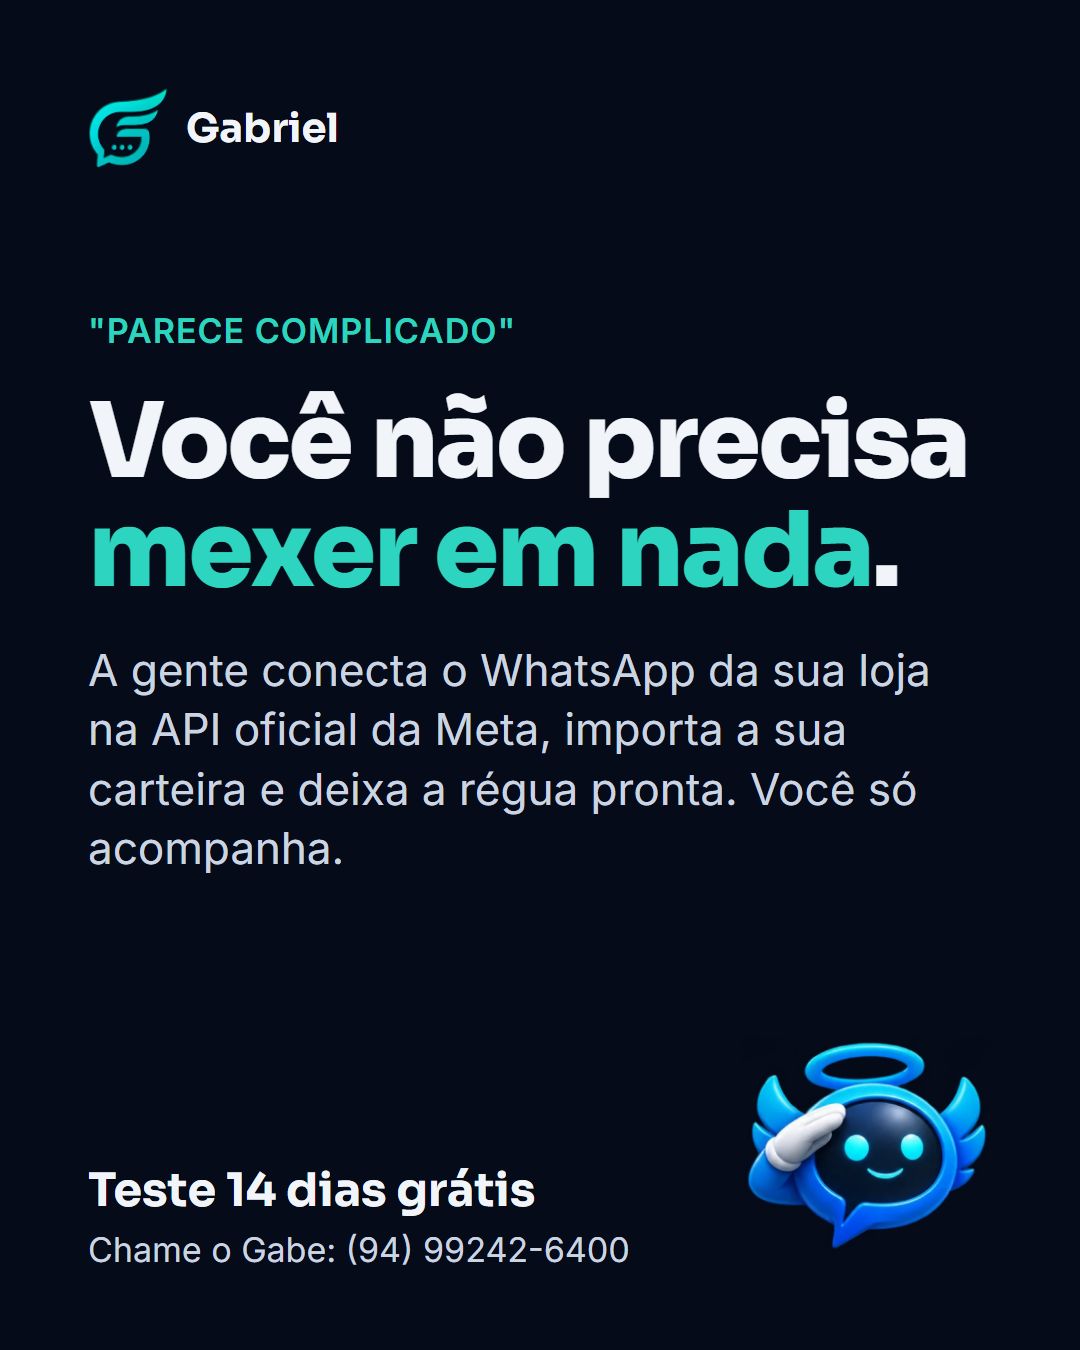 Gabriel
"PARECE COMPLICADO"
Você não precisa
mexer em nada.
A gente conecta o WhatsApp da sua loja
na API oficial da Meta, importa a sua
carteira e deixa a régua pronta. Você só
acompanha.
Teste 14 dias grátis
Chame o Gabe: (94) 99242-6400